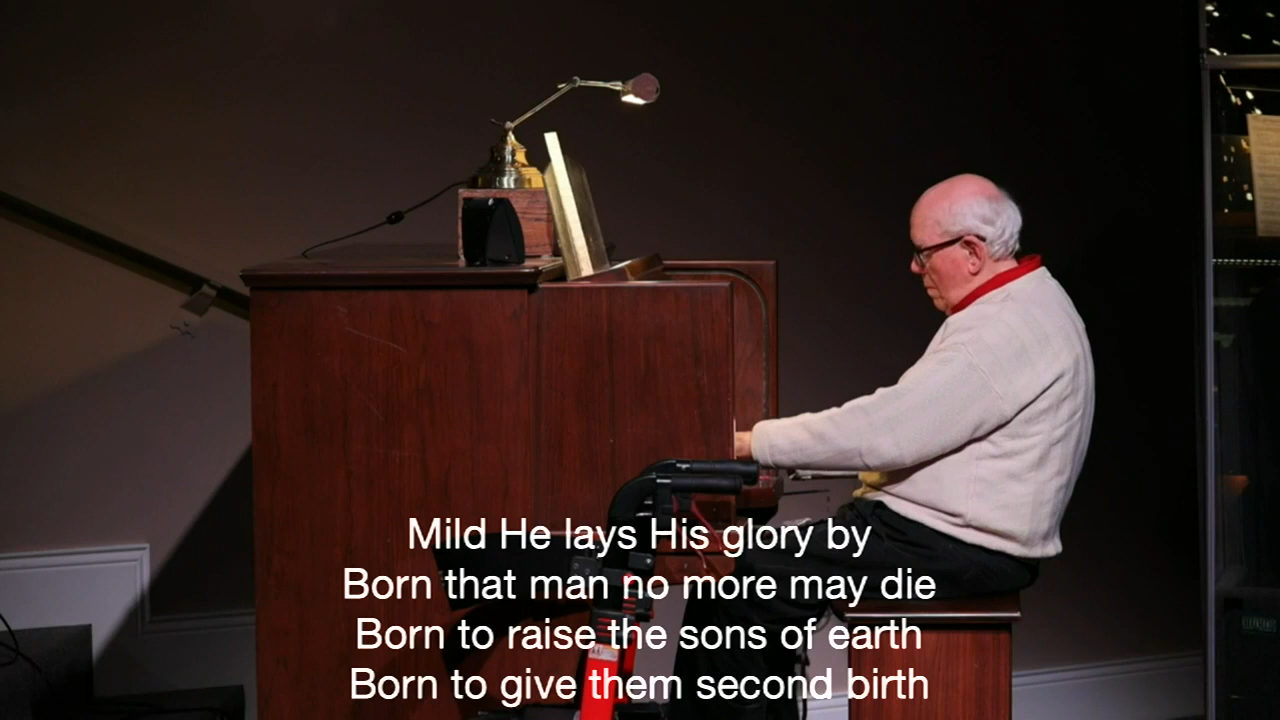 Mild He lays His glory by
Born that man no more may die
Born to raise the sons of earth
Born to give them second birth